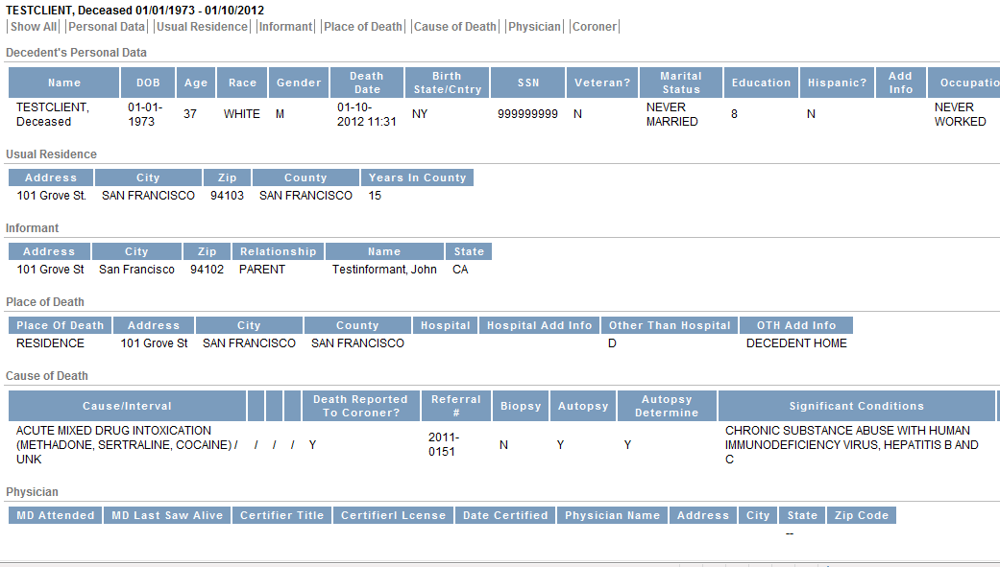 TESTCLIENT, Deceased 01/01/1973 - 01/10/2012
|Show All| |Personal Data| |Usual Residence| |Informant| |Place of Death| |Cause of Death| |Physician| |Coroner|
Decedent's Personal Data
Name DOB Age Race Gender Death Date Birth State/Cntry SSN Veteran? Marital Status Education Hispanic? Add Info Occupatio
TESTCLIENT, Deceased 01-01-1973 37 WHITE M 01-10-2012 11:31 NY 999999999 N NEVER MARRIED 8 N NEVER WORKED
Usual Residence
Address City Zip County Years In County
101 Grove St. SAN FRANCISCO 94103 SAN FRANCISCO 15
Informant
Address City Zip Relationship Name State
101 Grove St San Francisco 94102 PARENT Testinformant, John CA
Place of Death
Place Of Death Address City County Hospital Hospital Add Info Other Than Hospital OTH Add Info
RESIDENCE 101 Grove St SAN FRANCISCO SAN FRANCISCO D DECEDENT HOME
Cause of Death
Cause/Interval Death Reported To Coroner? Referral # Biopsy Autopsy Autopsy Determine Significant Conditions
ACUTE MIXED DRUG INTOXICATION (METHADONE, SERTRALINE, COCAINE) / UNK / / / Y 2011-0151 N Y Y CHRONIC SUBSTANCE ABUSE WITH HUMAN IMMUNODEFICIENCY VIRUS, HEPATITIS B AND C
Physician
MD Attended MD Last Saw Alive Certifier Title Certifierl Lcense Date Certified Physician Name Address City State Zip Code
--